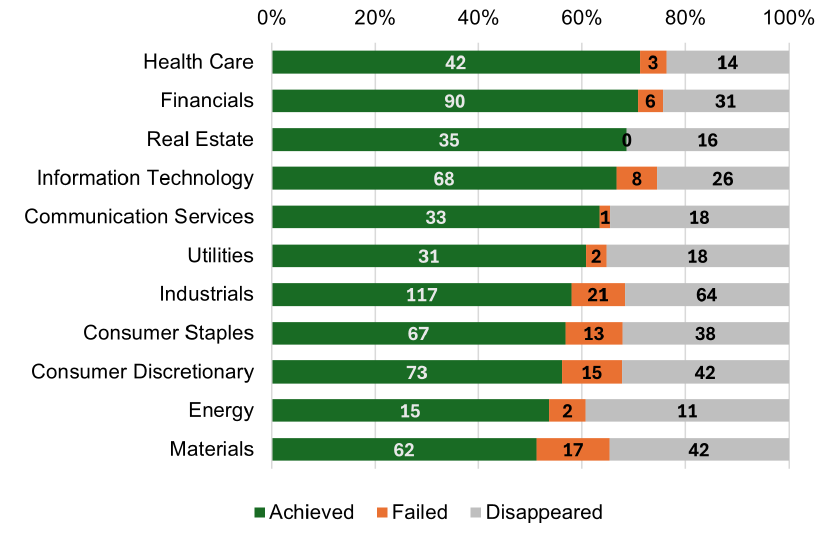 0% 20% 40% 60% 80% 100%
Health Care 42 3 14
Financials 90 6 31
Real Estate 35 0 16
Information Technology 68 8 26
Communication Services 33 1 18
Utilities 31 2 18
Industrials 117 21 64
Consumer Staples 67 13 38
Consumer Discretionary 73 15 42
Energy 15 2 11
Materials 62 17 42
Achieved Failed Disappeared